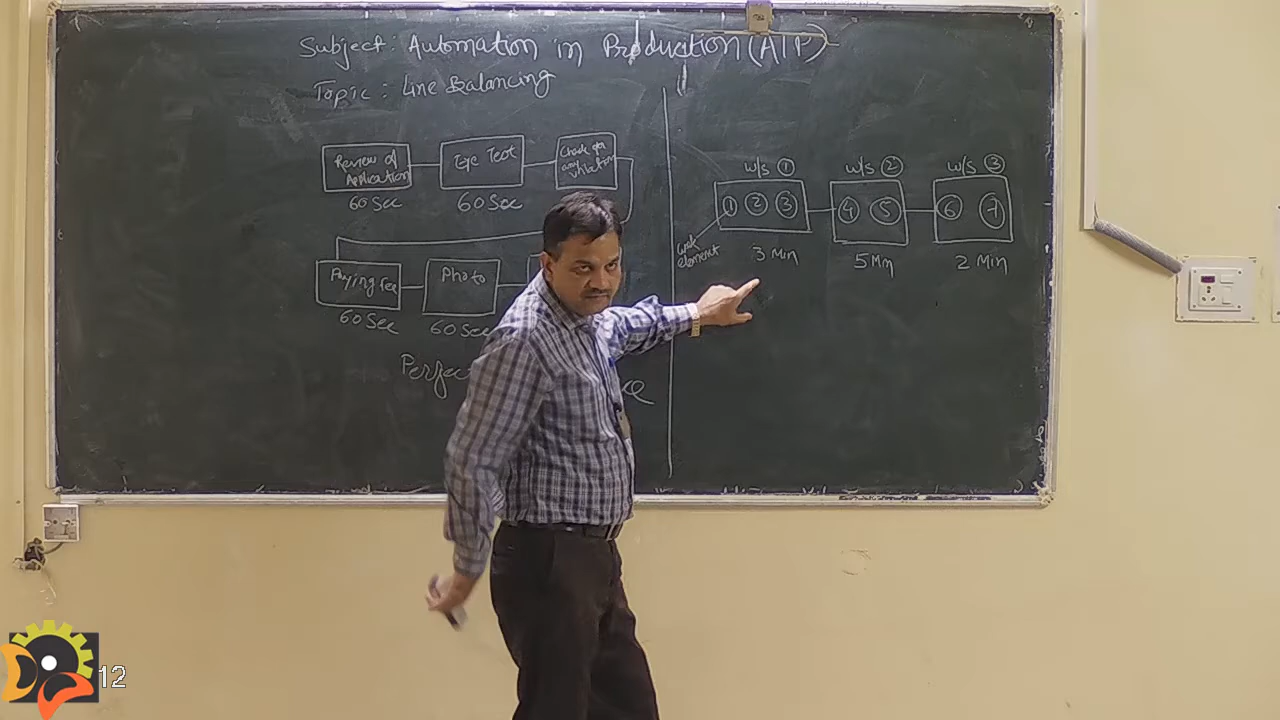 Subject: Automation in Production (AIP)
Topic: Line Balancing
Review of Application
60 Sec
Eye Test
60 Sec
Check for any
Paying Fee
60 Sec
Photo
60 Sec
Perfec
ce
W/S ①
① ② ③
work element
3 Min
W/S ②
④ ⑤
5 Min
W/S ③
⑥ ⑦
2 Min
12